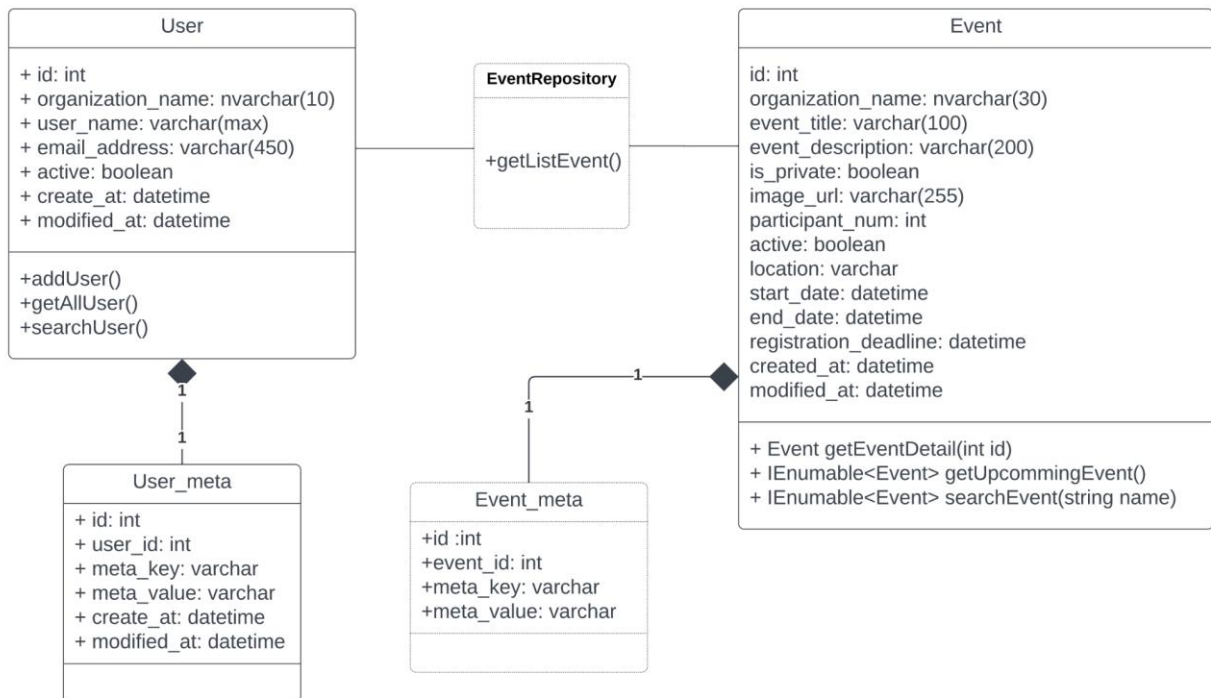 User
+ id: int
+ organization_name: nvarchar(10)
+ user_name: varchar(max)
+ email_address: varchar(450)
+ active: boolean
+ create_at: datetime
+ modified_at: datetime
+addUser()
+getAllUser()
+searchUser()
EventRepository
+getListEvent()
Event
id: int
organization_name: nvarchar(30)
event_title: varchar(100)
event_description: varchar(200)
is_private: boolean
image_url: varchar(255)
participant_num: int
active: boolean
location: varchar
start_date: datetime
end_date: datetime
registration_deadline: datetime
created_at: datetime
modified_at: datetime
+ Event getEventDetail(int id)
+ IEnumable<Event> getUpcommingEvent()
+ IEnumable<Event> searchEvent(string name)
1
1
User_meta
+ id: int
+ user_id: int
+ meta_key: varchar
+ meta_value: varchar
+ create_at: datetime
+ modified_at: datetime
1
1
Event_meta
+id :int
+event_id: int
+meta_key: varchar
+meta_value: varchar